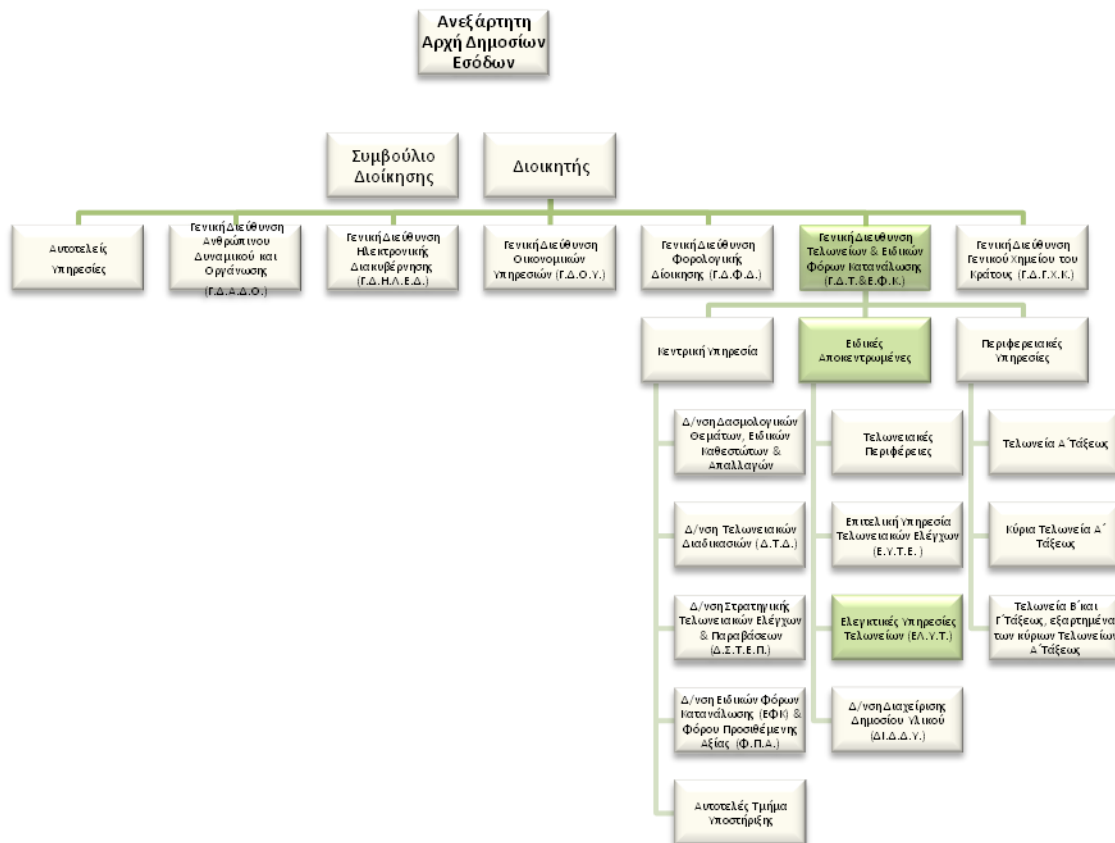 Ανεξάρτητη
Αρχή Δημοσίων
Εσόδων
Συμβούλιο
Διοίκησης
Διοικητής
Αυτοτελείς
Υπηρεσίες
Γενική Διεύθυνση
Ανθρώπινου
Δυναμικού και
Οργάνωσης
(Γ.Δ.Α.Δ.Ο.)
Γενική Διεύθυνση
Ηλεκτρονικής
Διακυβέρνησης
(Γ.Δ.Η.Λ.Ε.Δ.)
Γενική Διεύθυνση
Οικονομικών
Υπηρεσιών (Γ.Δ.Ο.Υ.)
Γενική Διεύθυνση
Φορολογικής
Δίοικησης (Γ.Δ.Φ.Δ.)
Γενική Διευθυνση
Τελωνείων & Ειδικών
Φόρων Κατανάλωσης
(Γ.Δ.Τ.&Ε.Φ.Κ.)
Γενική Διεύθυνση
Γενικού Χημείου του
Κράτους (Γ.Δ.Γ.Χ.Κ.)
Κεντρική Υπηρεσία
Ειδικές
Αποκεντρωμένες
Περιφερειακές
Υπηρεσίες
Δ/νση Δασμολογικών
Θεμάτων, Ειδικών
Καθεστώτων &
Απαλλαγών
Δ/νση Τελωνειακών
Διαδικασιών (Δ.Τ.Δ.)
Δ/νση Στρατηγικής
Τελωνειακών Ελέγχων
& Παραβάσεων
(Δ.Σ.Τ.Ε.Π.)
Δ/νση Ειδικών Φόρων
Κατανάλωσης (ΕΦΚ) &
Φόρου Προσιθέμενης
Αξίας (Φ.Π.Α.)
Αυτοτελές Τμήμα
Υποστήριξης
Τελωνειακές
Περιφέρειες
Επιτελική Υπηρεσία
Τελωνειακών Ελέγχων
(Ε.Υ.Τ.Ε. )
Ελεγκτικές Υπηρεσίες
Τελωνείων (ΕΛ.Υ.Τ.)
Δ/νση Διαχείρισης
Δημοσίου Υλικού
(ΔΙ.Δ.Δ.Υ.)
Τελωνεία Α΄Τάξεως
Κύρια Τελωνεία Α΄
Τάξεως
Τελωνεία Β΄και
Γ΄Τάξεως, εξαρτημένα
των κύριων Τελωνείων
Α΄Τάξεως